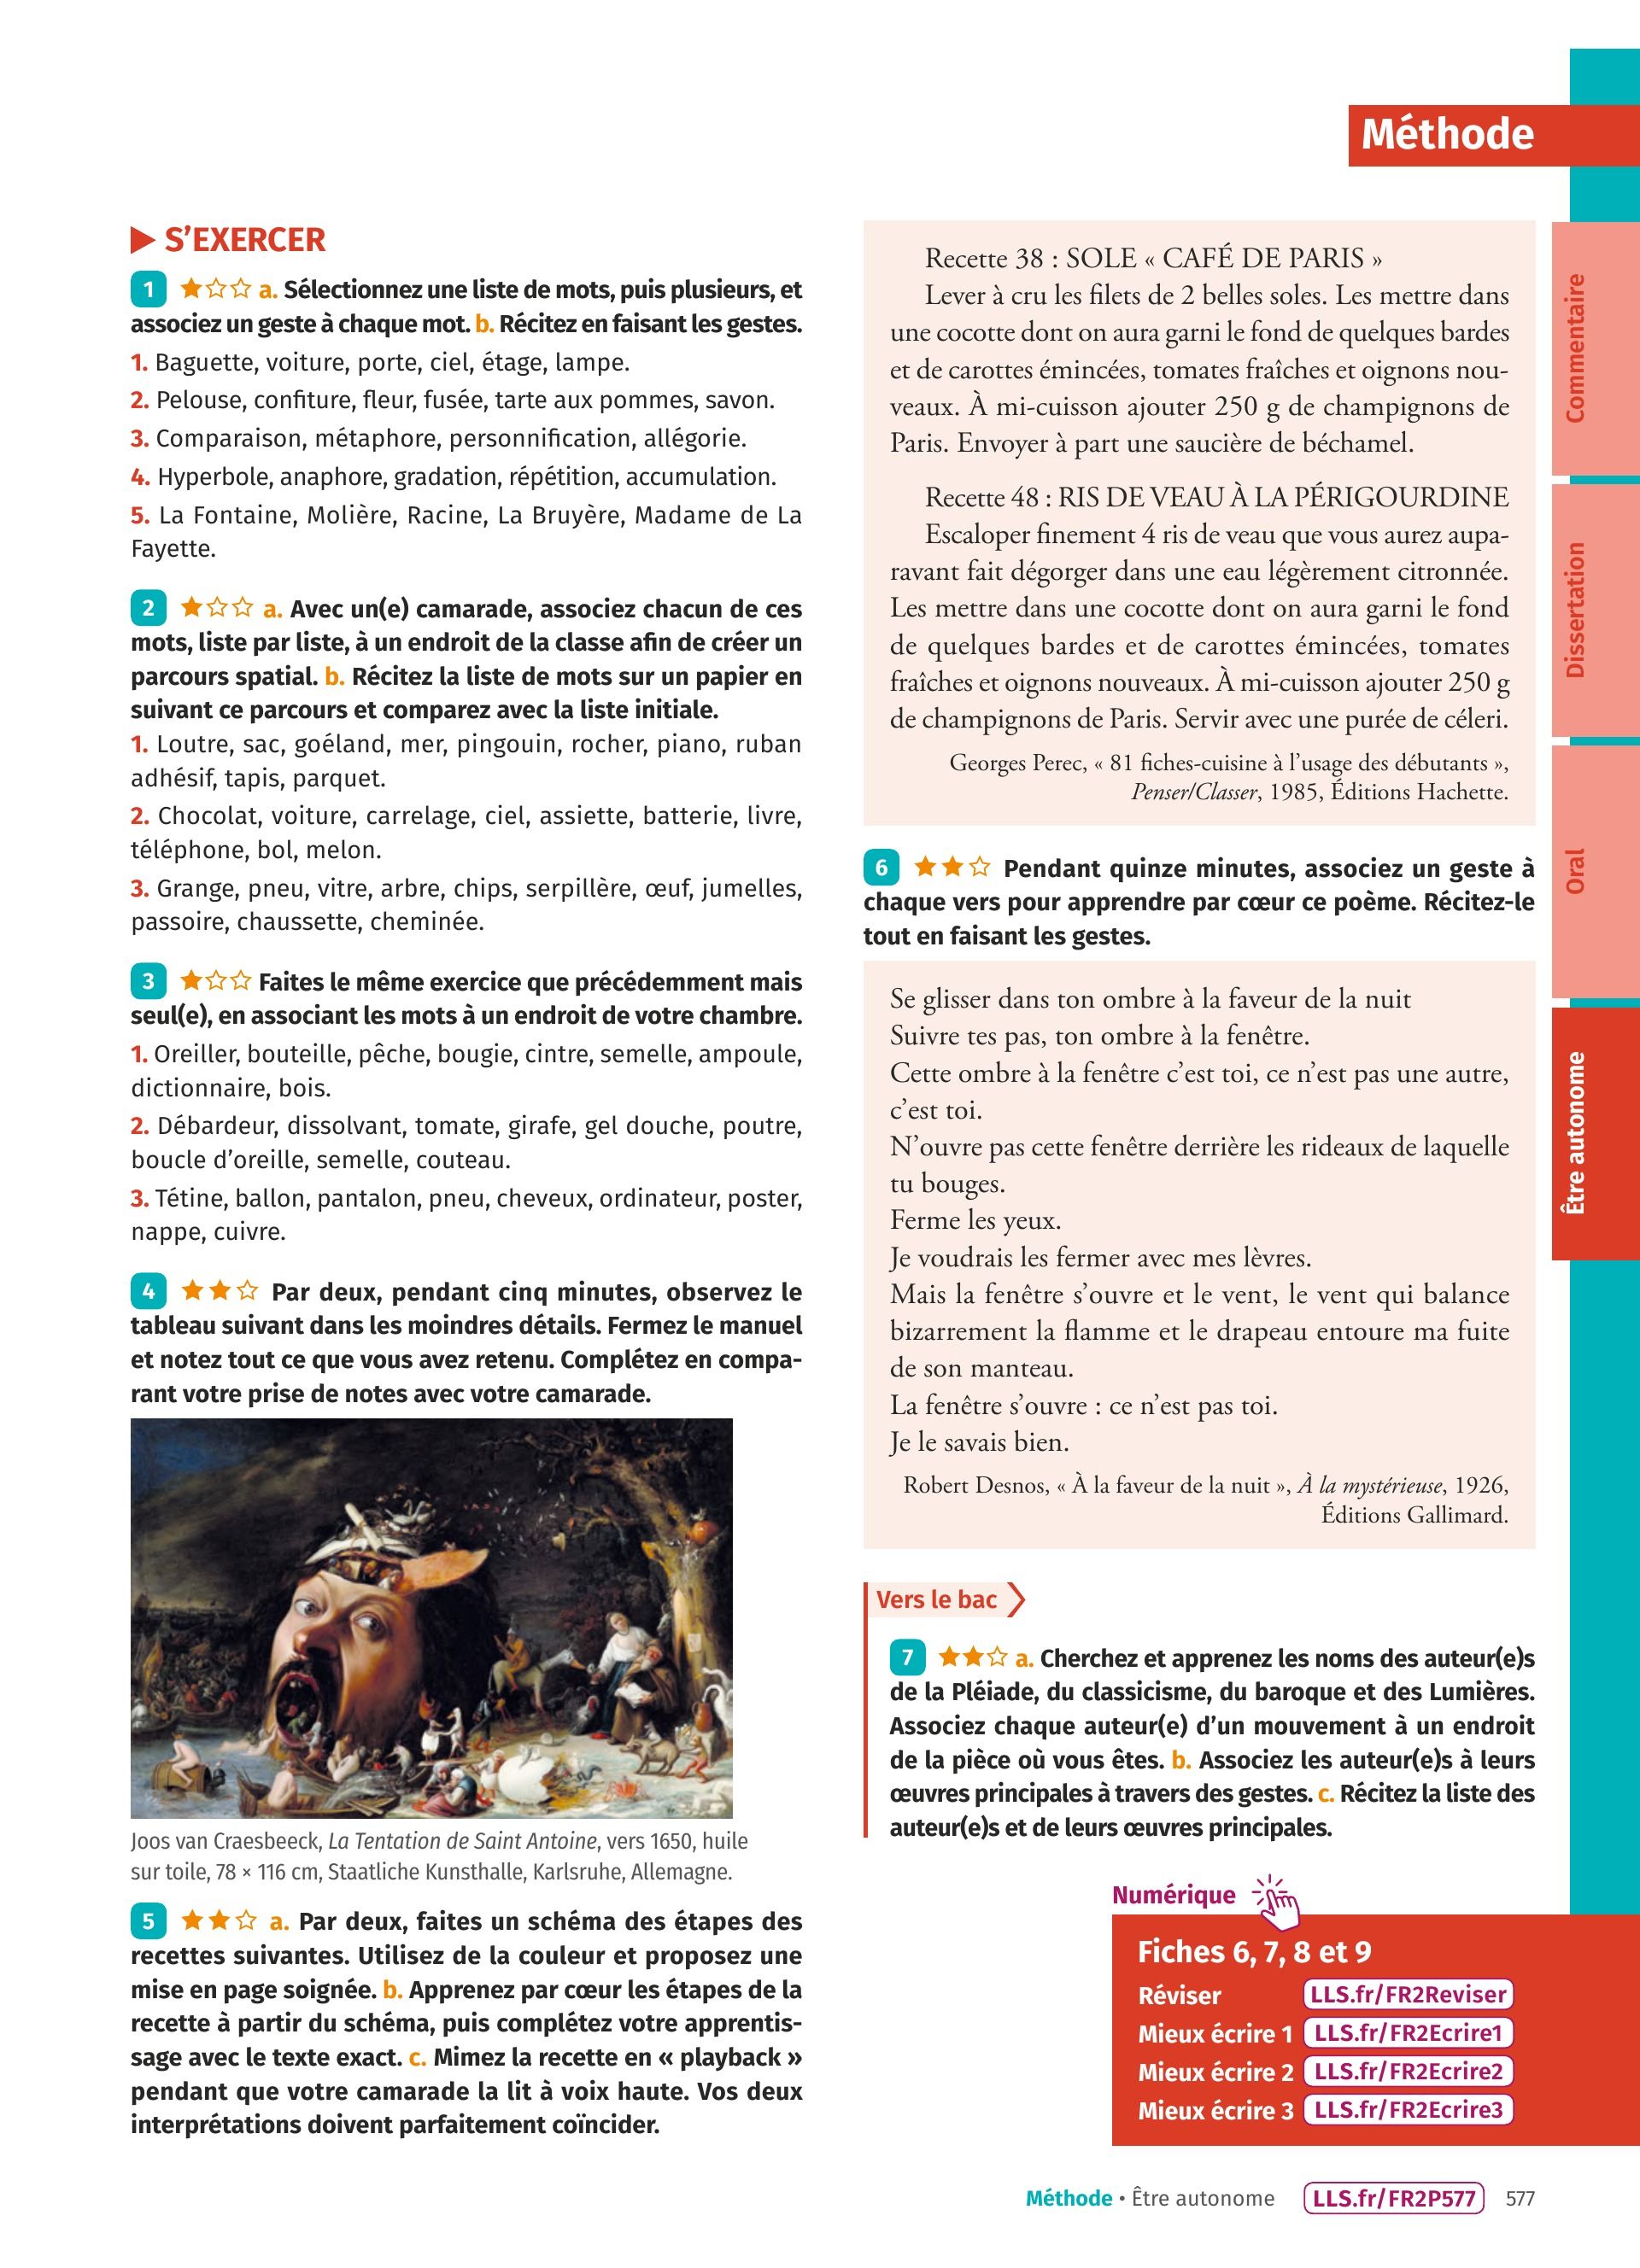 Méthode
S'EXERCER
1 a. Sélectionnez une liste de mots, puis plusieurs, et
associez un geste à chaque mot. b. Récitez en faisant les gestes.
1. Baguette, voiture, porte, ciel, étage, lampe.
2. Pelouse, confiture, fleur, fusée, tarte aux pommes, savon.
3. Comparaison, métaphore, personnification, allégorie.
4. Hyperbole, anaphore, gradation, répétition, accumulation.
5. La Fontaine, Molière, Racine, La Bruyère, Madame de La
Fayette.
2 a. Avec un(e) camarade, associez chacun de ces
mots, liste par liste, à un endroit de la classe afin de créer un
parcours spatial. b. Récitez la liste de mots sur un papier en
suivant ce parcours et comparez avec la liste initiale.
1. Loutre, sac, goéland, mer, pingouin, rocher, piano, ruban
adhésif, tapis, parquet.
2. Chocolat, voiture, carrelage, ciel, assiette, batterie, livre,
téléphone, bol, melon.
3. Grange, pneu, vitre, arbre, chips, serpillère, œuf, jumelles,
passoire, chaussette, cheminée.
3 Faites le même exercice que précédemment mais
seul(e), en associant les mots à un endroit de votre chambre.
1. Oreiller, bouteille, pêche, bougie, cintre, semelle, ampoule,
dictionnaire, bois.
2. Débardeur, dissolvant, tomate, girafe, gel douche, poutre,
boucle d'oreille, semelle, couteau.
3. Tétine, ballon, pantalon, pneu, cheveux, ordinateur, poster,
nappe, cuivre.
4 Par deux, pendant cinq minutes, observez le
tableau suivant dans les moindres détails. Fermez le manuel
et notez tout ce que vous avez retenu. Complétez en compa-
rant votre prise de notes avec votre camarade.
Joos van Craesbeeck, La Tentation de Saint Antoine, vers 1650, huile
sur toile, 78 × 116 cm, Staatliche Kunsthalle, Karlsruhe, Allemagne.
5 a. Par deux, faites un schéma des étapes des
recettes suivantes. Utilisez de la couleur et proposez une
mise en page soignée. b. Apprenez par cœur les étapes de la
recette à partir du schéma, puis complétez votre apprentis-
sage avec le texte exact. c. Mimez la recette en « playback »
pendant que votre camarade la lit à voix haute. Vos deux
interprétations doivent parfaitement coïncider.
Recette 38 : SOLE « CAFÉ DE PARIS »
Lever à cru les filets de 2 belles soles. Les mettre dans
une cocotte dont on aura garni le fond de quelques bardes
et de carottes émincées, tomates fraîches et oignons nou-
veaux. À mi-cuisson ajouter 250 g de champignons de
Paris. Envoyer à part une saucière de béchamel.
Recette 48 : RIS DE VEAU À LA PÉRIGOURDINE
Escaloper finement 4 ris de veau que vous aurez aupa-
ravant fait dégorger dans une eau légèrement citronnée.
Les mettre dans une cocotte dont on aura garni le fond
de quelques bardes et de carottes émincées, tomates
fraîches et oignons nouveaux. À mi-cuisson ajouter 250 g
de champignons de Paris. Servir avec une purée de céleri.
Georges Perec, « 81 fiches-cuisine à l'usage des débutants »,
Penser/Classer, 1985, Éditions Hachette.
6 Pendant quinze minutes, associez un geste à
chaque vers pour apprendre par cœur ce poème. Récitez-le
tout en faisant les gestes.
Se glisser dans ton ombre à la faveur de la nuit
Suivre tes pas, ton ombre à la fenêtre.
Cette ombre à la fenêtre c'est toi, ce n'est pas une autre,
c'est toi.
N'ouvre pas cette fenêtre derrière les rideaux de laquelle
tu bouges.
Ferme les yeux.
Je voudrais les fermer avec mes lèvres.
Mais la fenêtre s'ouvre et le vent, le vent qui balance
bizarrement la flamme et le drapeau entoure ma fuite
de son manteau.
La fenêtre s'ouvre : ce n'est pas toi.
Je le savais bien.
Robert Desnos, « À la faveur de la nuit », À la mystérieuse, 1926,
Éditions Gallimard.
Vers le bac
7 a. Cherchez et apprenez les noms des auteur(e)s
de la Pléiade, du classicisme, du baroque et des Lumières.
Associez chaque auteur(e) d'un mouvement à un endroit
de la pièce où vous êtes. b. Associez les auteur(e)s à leurs
œuvres principales à travers des gestes. c. Récitez la liste des
auteur(e)s et de leurs œuvres principales.
Numérique
Fiches 6, 7, 8 et 9
Réviser LLS.fr/FR2Reviser
Mieux écrire 1 LLS.fr/FR2Ecrire1
Mieux écrire 2 LLS.fr/FR2Ecrire2
Mieux écrire 3 LLS.fr/FR2Ecrire3
Commentaire
Dissertation
Oral
Être autonome
Méthode • Être autonome LLS.fr/FR2P577 577